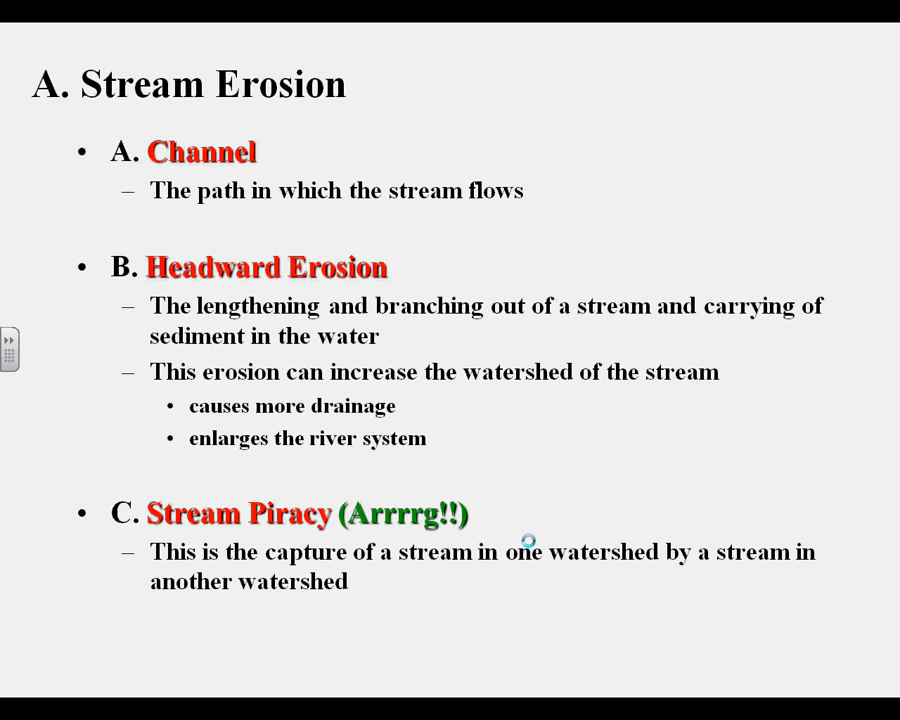 A. Stream Erosion
• A. Channel
– The path in which the stream flows
• B. Headward Erosion
– The lengthening and branching out of a stream and carrying of
sediment in the water
– This erosion can increase the watershed of the stream
• causes more drainage
• enlarges the river system
• C. Stream Piracy (Arrrrg!!)
– This is the capture of a stream in one watershed by a stream in
another watershed